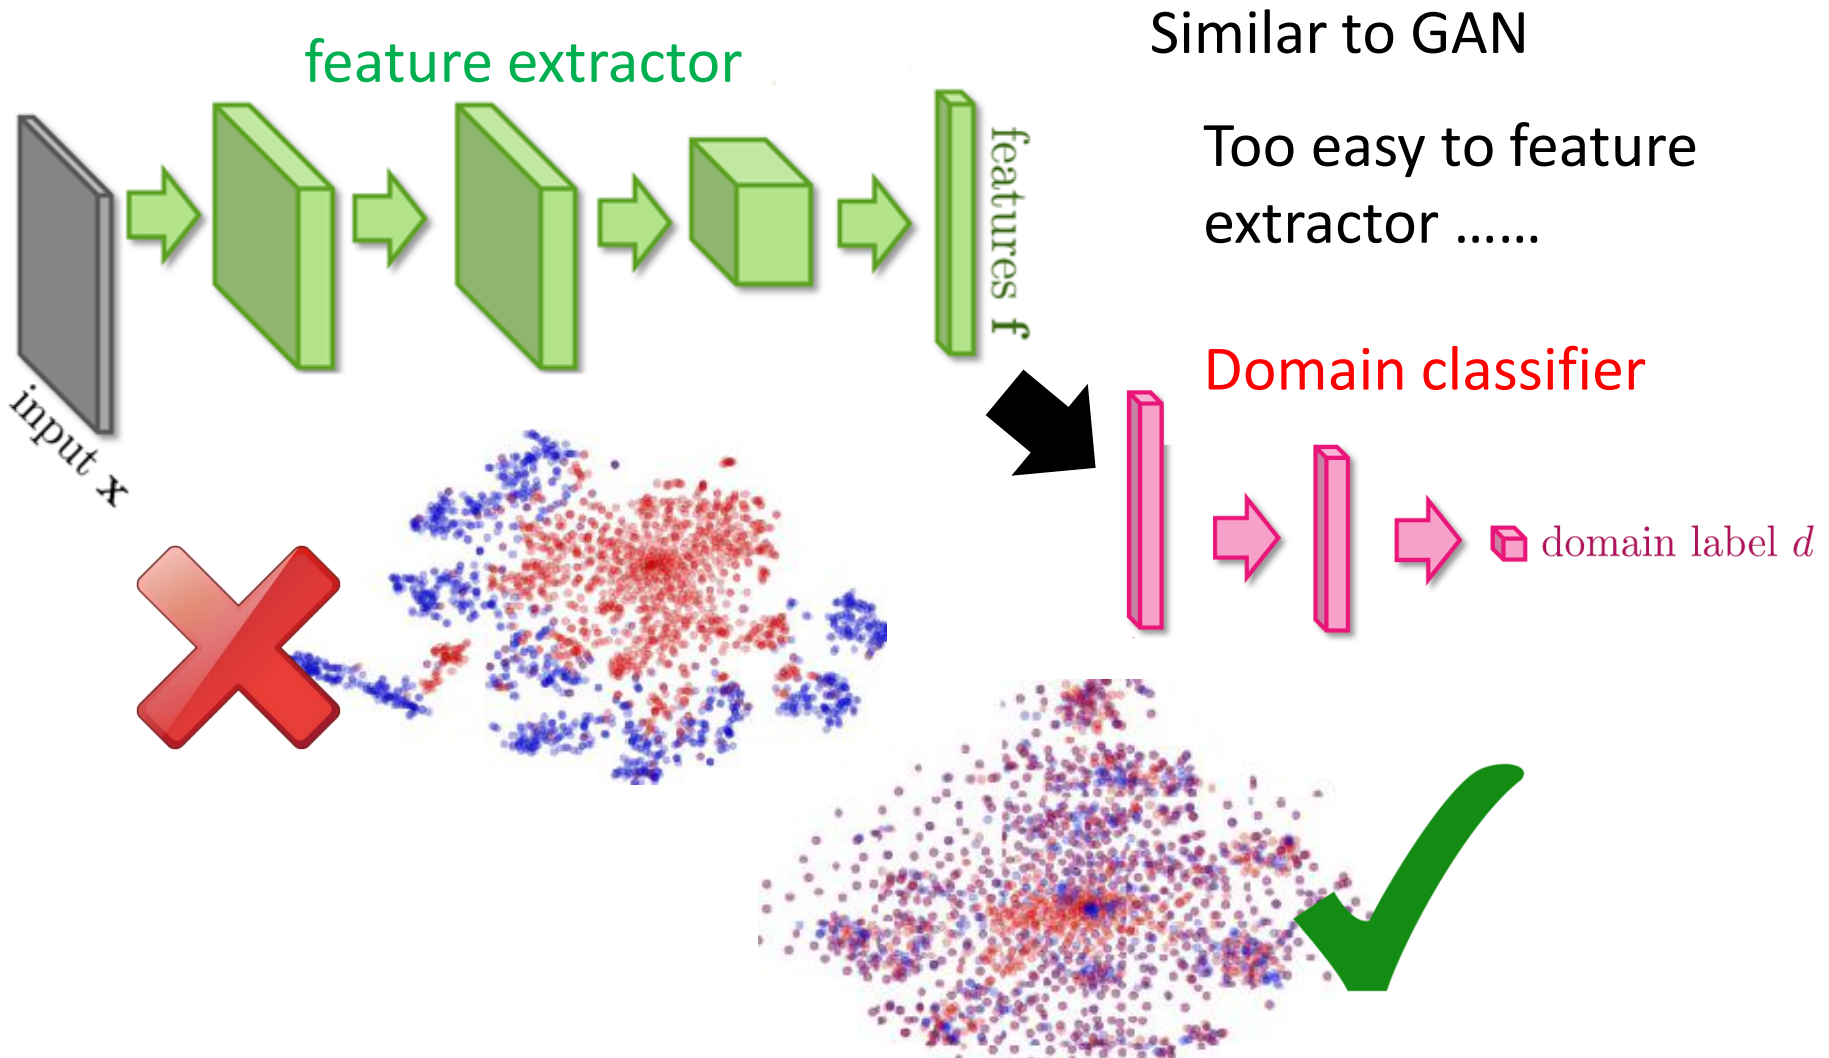 feature extractor
Similar to GAN
Too easy to feature
extractor ……
features f
input x
Domain classifier
domain label d